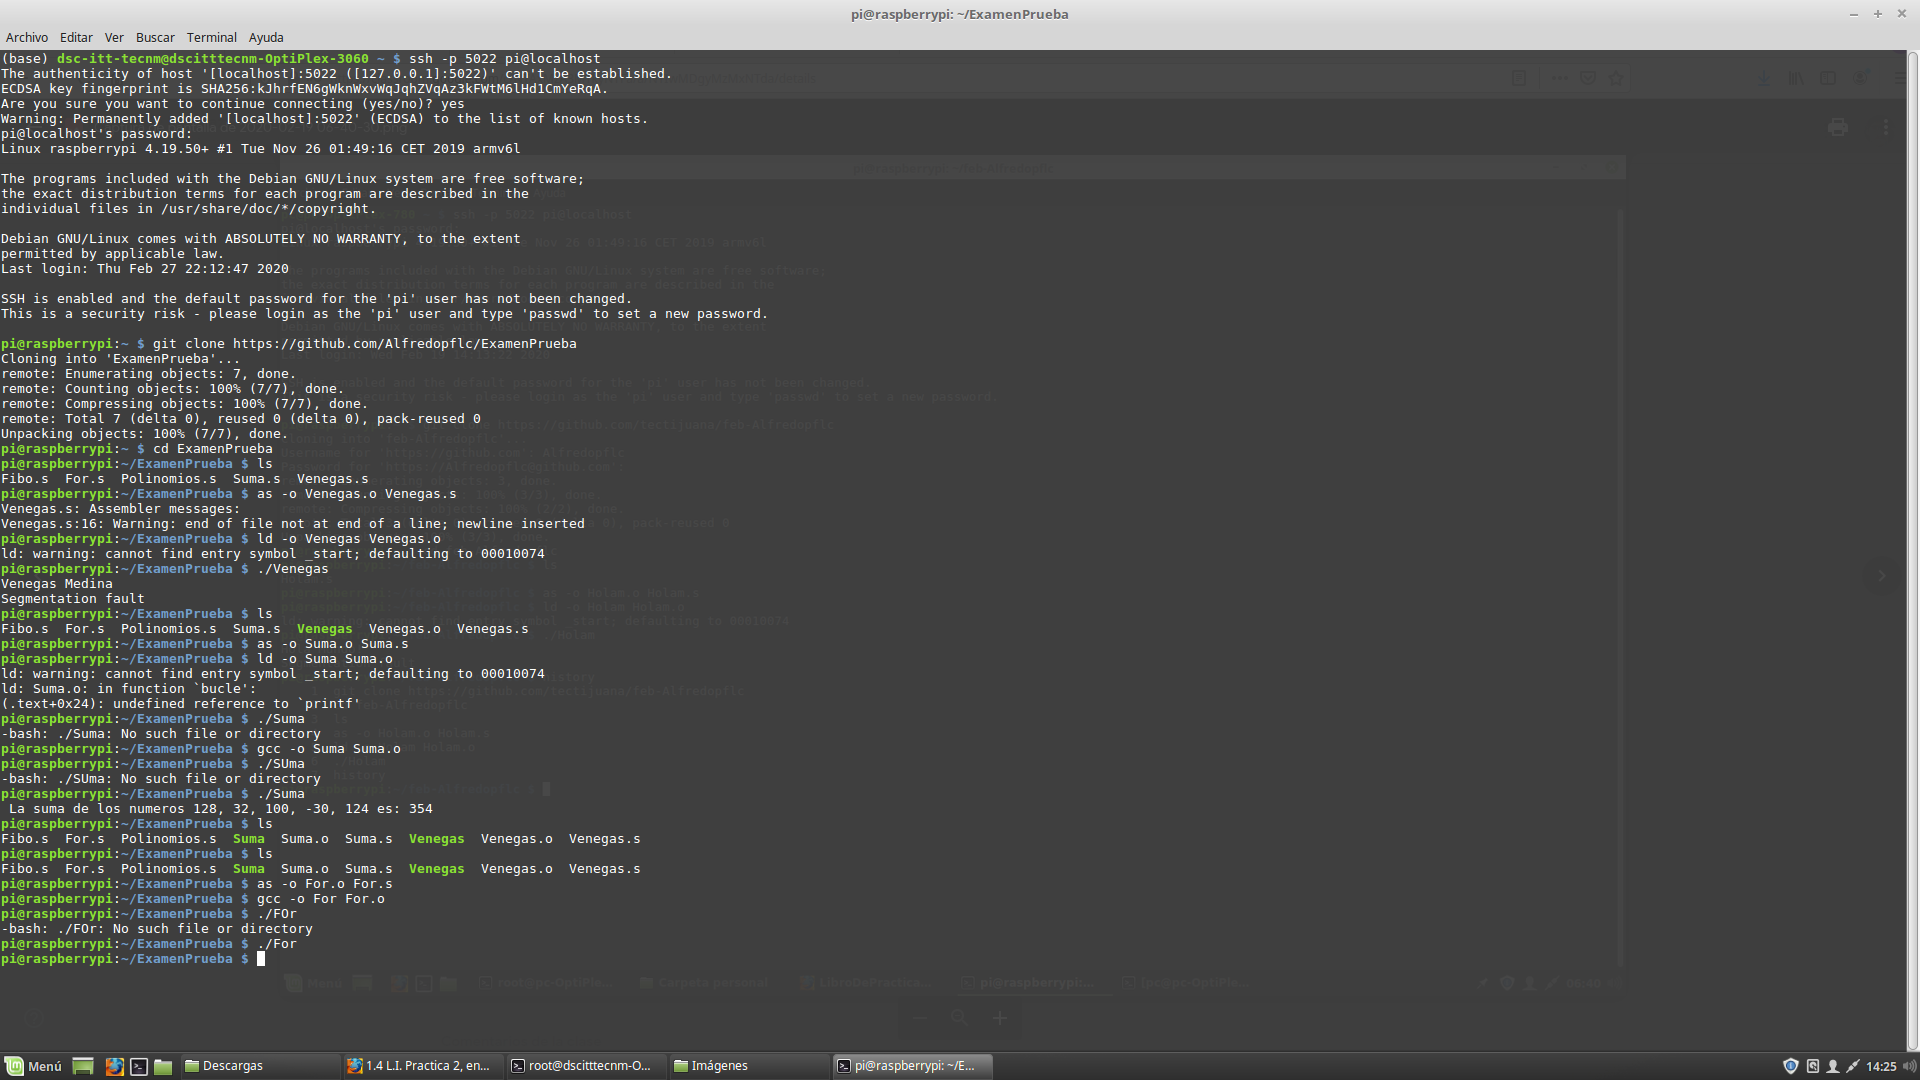 pi@raspberrypi: ~/ExamenPrueba
Archivo Editar Ver Buscar Terminal Ayuda
(base) dsc-itt-tecnm@dscitttecnm-OptiPlex-3060 ~ $ ssh -p 5022 pi@localhost
The authenticity of host '[localhost]:5022 ([127.0.0.1]:5022)' can't be established.
ECDSA key fingerprint is SHA256:kJhrfEN6gWknWxvWqJqhZVqAz3kFWtM6lHd1CmYeRqA.
Are you sure you want to continue connecting (yes/no)? yes
Warning: Permanently added '[localhost]:5022' (ECDSA) to the list of known hosts.
pi@localhost's password:
Linux raspberrypi 4.19.50+ #1 Tue Nov 26 01:49:16 CET 2019 armv6l
The programs included with the Debian GNU/Linux system are free software;
the exact distribution terms for each program are described in the
individual files in /usr/share/doc/*/copyright.
Debian GNU/Linux comes with ABSOLUTELY NO WARRANTY, to the extent
permitted by applicable law.
Last login: Thu Feb 27 22:12:47 2020
SSH is enabled and the default password for the 'pi' user has not been changed.
This is a security risk - please login as the 'pi' user and type 'passwd' to set a new password.
pi@raspberrypi:~ $ git clone https://github.com/Alfredopflc/ExamenPrueba
Cloning into 'ExamenPrueba'...
remote: Enumerating objects: 7, done.
remote: Counting objects: 100% (7/7), done.
remote: Compressing objects: 100% (7/7), done.
remote: Total 7 (delta 0), reused 0 (delta 0), pack-reused 0
Unpacking objects: 100% (7/7), done.
pi@raspberrypi:~ $ cd ExamenPrueba
pi@raspberrypi:~/ExamenPrueba $ ls
Fibo.s For.s Polinomios.s Suma.s Venegas.s
pi@raspberrypi:~/ExamenPrueba $ as -o Venegas.o Venegas.s
Venegas.s: Assembler messages:
Venegas.s:16: Warning: end of file not at end of a line; newline inserted
pi@raspberrypi:~/ExamenPrueba $ ld -o Venegas Venegas.o
ld: warning: cannot find entry symbol _start; defaulting to 00010074
pi@raspberrypi:~/ExamenPrueba $ ./Venegas
Venegas Medina
Segmentation fault
pi@raspberrypi:~/ExamenPrueba $ ls
Fibo.s For.s Polinomios.s Suma.s Venegas Venegas.o Venegas.s
pi@raspberrypi:~/ExamenPrueba $ as -o Suma.o Suma.s
pi@raspberrypi:~/ExamenPrueba $ ld -o Suma Suma.o
ld: warning: cannot find entry symbol _start; defaulting to 00010074
ld: Suma.o: in function `bucle':
(.text+0x24): undefined reference to `printf'
pi@raspberrypi:~/ExamenPrueba $ ./Suma
-bash: ./Suma: No such file or directory
pi@raspberrypi:~/ExamenPrueba $ gcc -o Suma Suma.o
pi@raspberrypi:~/ExamenPrueba $ ./SUma
-bash: ./SUma: No such file or directory
pi@raspberrypi:~/ExamenPrueba $ ./Suma
La suma de los numeros 128, 32, 100, -30, 124 es: 354
pi@raspberrypi:~/ExamenPrueba $ ls
Fibo.s For.s Polinomios.s Suma Suma.o Suma.s Venegas Venegas.o Venegas.s
pi@raspberrypi:~/ExamenPrueba $ ls
Fibo.s For.s Polinomios.s Suma Suma.o Suma.s Venegas Venegas.o Venegas.s
pi@raspberrypi:~/ExamenPrueba $ as -o For.o For.s
pi@raspberrypi:~/ExamenPrueba $ gcc -o For For.o
pi@raspberrypi:~/ExamenPrueba $ ./FOr
-bash: ./FOr: No such file or directory
pi@raspberrypi:~/ExamenPrueba $ ./For
pi@raspberrypi:~/ExamenPrueba $
Menú Descargas 1.4 L.I. Practica 2, en... root@dscitttecnm-O... Imágenes pi@raspberrypi: ~/E... 14:25